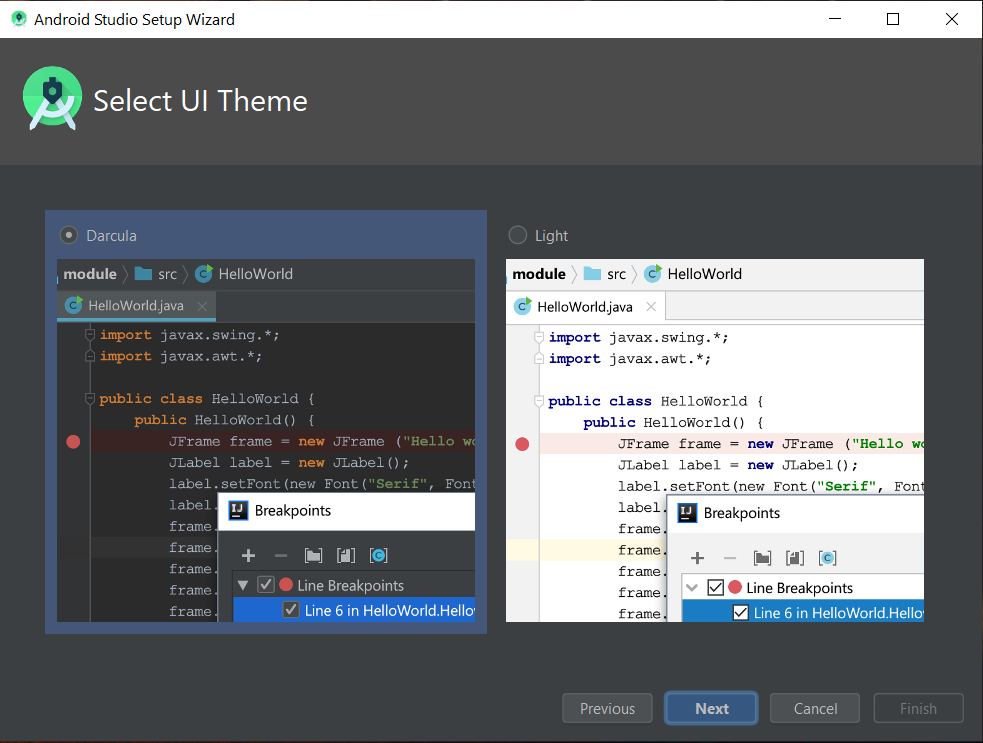 Android Studio Setup Wizard
Select UI Theme
Darcula
module src HelloWorld
HelloWorld.java
import javax.swing.*;
import javax.awt.*;
public class HelloWorld {
public HelloWorld() {
JFrame frame = new JFrame ("Hello wo
JLabel label = new JLabel();
label.setFont(new Font("Serif", Font
label.
frame.
frame.
frame.
frame.
frame.
Breakpoints
Line Breakpoints
Line 6 in HelloWorld.Hello
Light
module src HelloWorld
HelloWorld.java
import javax.swing.*;
import javax.awt.*;
public class HelloWorld {
public HelloWorld() {
JFrame frame = new JFrame ("Hello wo
JLabel label = new JLabel();
label.setFont(new Font("Serif", Font
label.
frame.
frame.
frame.
frame.
frame.
Breakpoints
Line Breakpoints
Line 6 in HelloWorld.Hello
Previous Next Cancel Finish